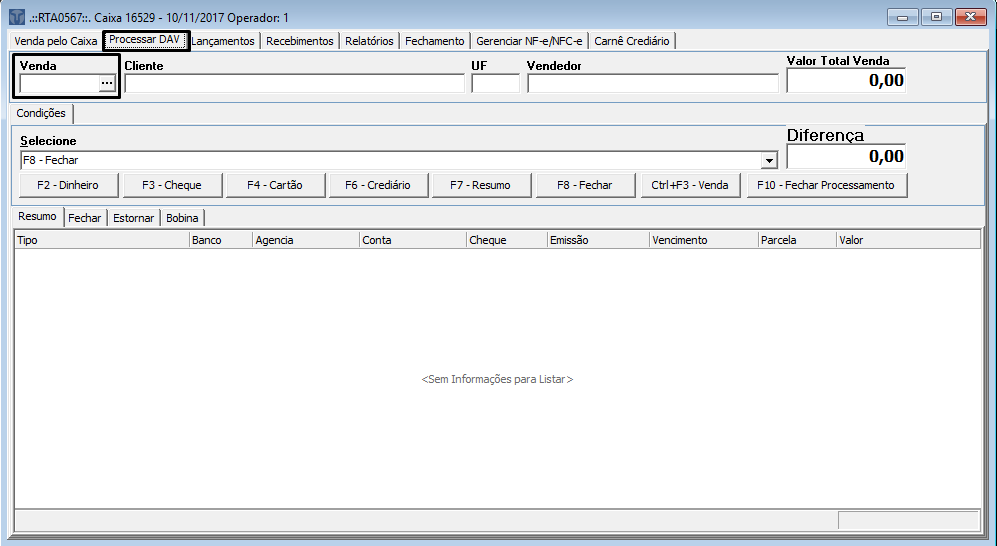 .::RTA0567::. Caixa 16529 - 10/11/2017 Operador: 1
Venda pelo Caixa Processar DAV Lançamentos Recebimentos Relatórios Fechamento Gerenciar NF-e/NFC-e Carnê Crediário
Venda Cliente UF Vendedor Valor Total Venda
... 0,00
Condições
Selecione Diferença
F8 - Fechar 0,00
F2 - Dinheiro F3 - Cheque F4 - Cartão F6 - Crediário F7 - Resumo F8 - Fechar Ctrl+F3 - Venda F10 - Fechar Processamento
Resumo Fechar Estornar Bobina
Tipo Banco Agencia Conta Cheque Emissão Vencimento Parcela Valor
<Sem Informações para Listar>